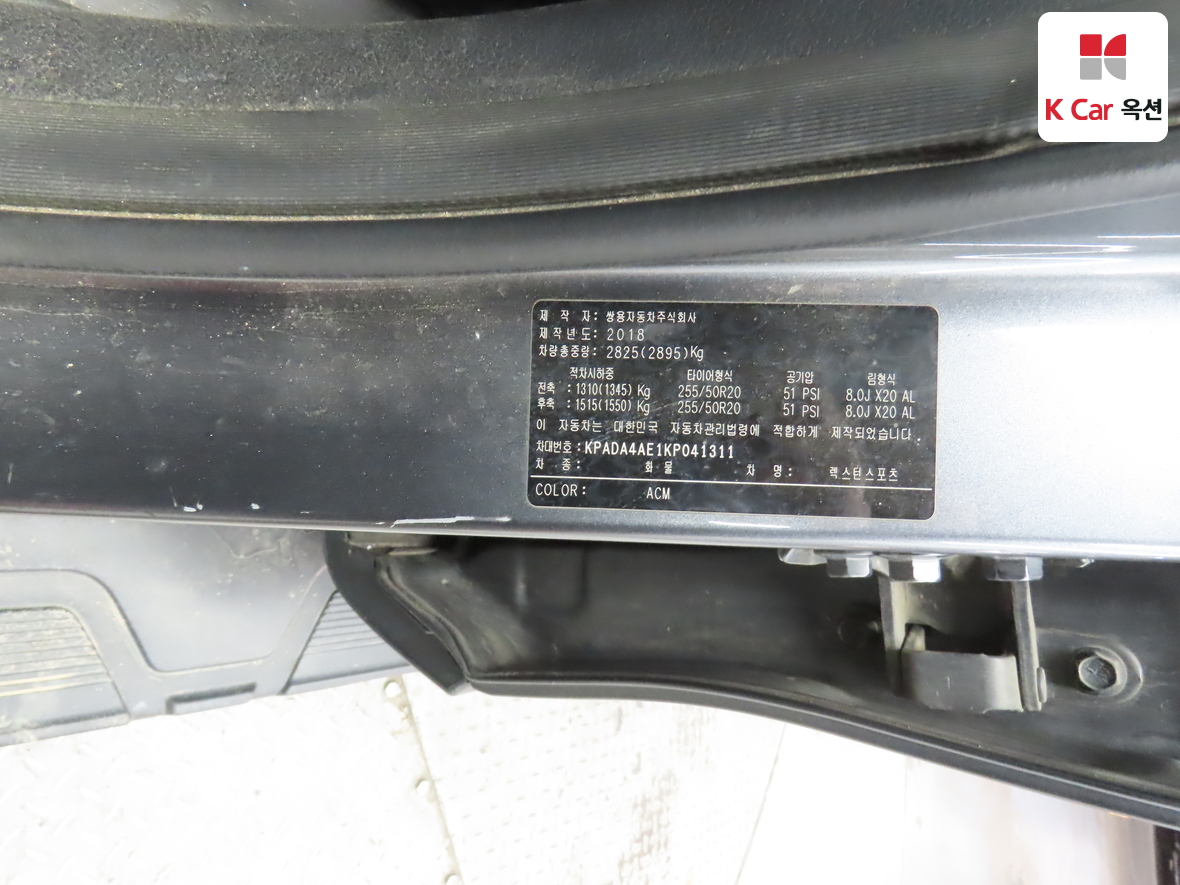 K Car 옥션
제 작 자: 쌍용자동차주식회사
제작년도: 2018
차량총중량: 2825(2895)Kg
적차시하중 타이어형식 공기압 림형식
전축 : 1310(1345) Kg 255/50R20 51 PSI 8.0J X20 AL
후축 : 1515(1550) Kg 255/50R20 51 PSI 8.0J X20 AL
이 자동차는 대한민국 자동차관리법령에 적합하게 제작되었습니다.
차대번호: KPADA4AE1KP041311
차 종: 화 물 차 명: 렉스턴스포츠
COLOR: ACM